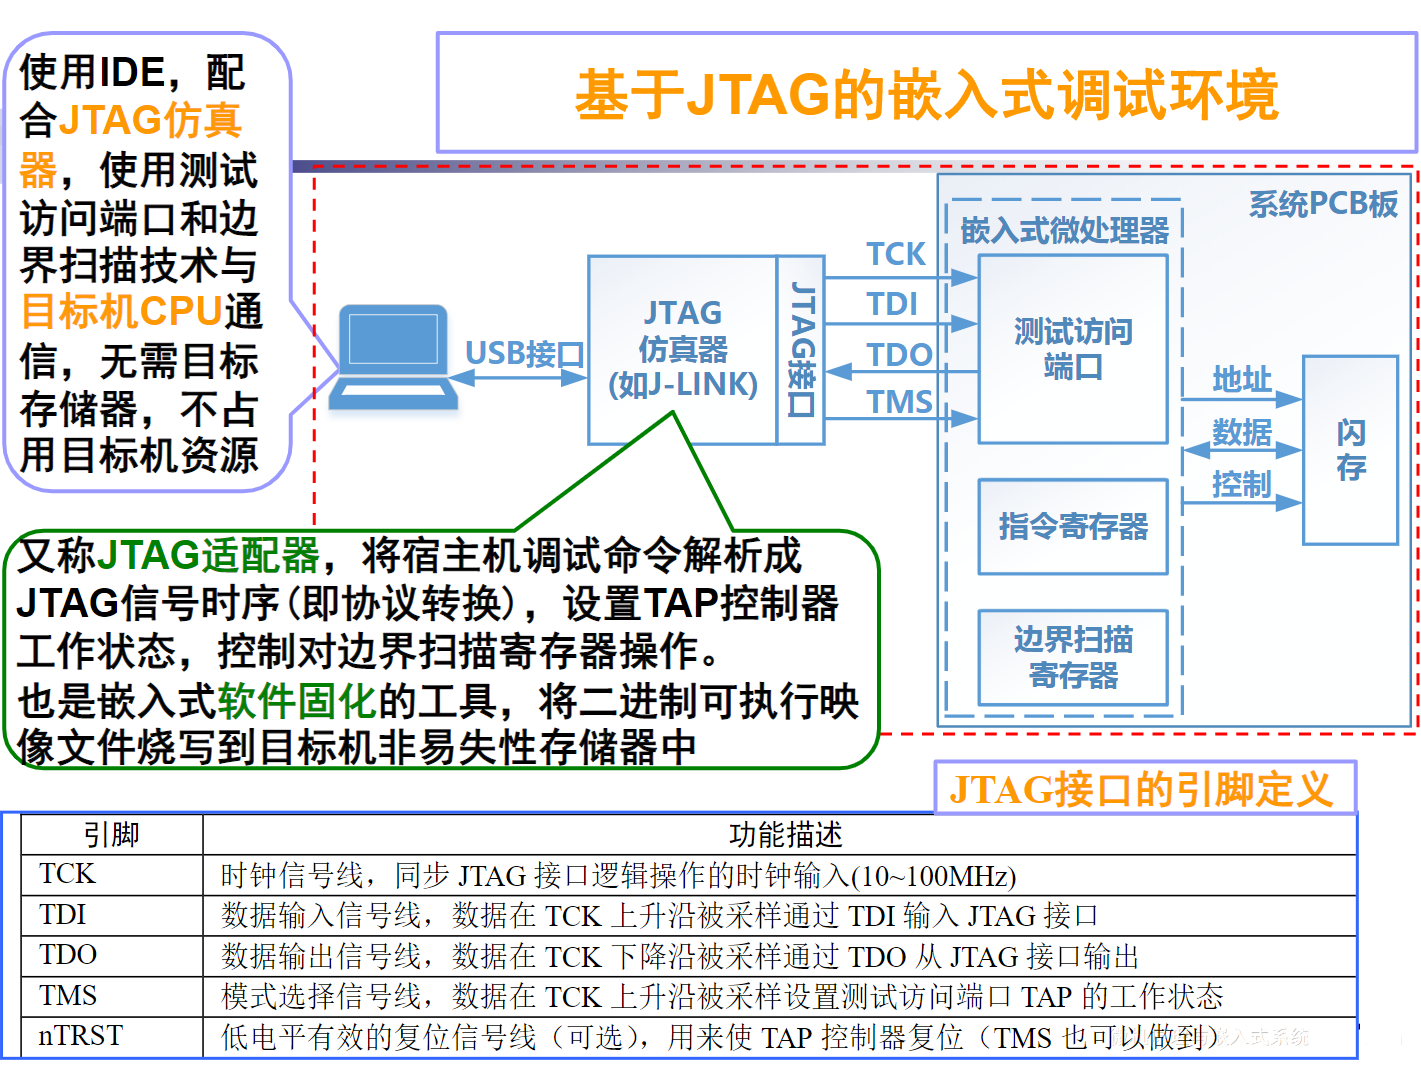 基于JTAG的嵌入式调试环境
使用IDE，配
合JTAG仿真
器，使用测试
访问端口和边
界扫描技术与
目标机CPU通
信，无需目标
存储器，不占
用目标机资源
USB接口
JTAG
仿真器
(如J-LINK)
JTAG接口
TCK
TDI
TDO
TMS
系统PCB板
嵌入式微处理器
测试访问
端口
指令寄存器
边界扫描
寄存器
地址
数据
控制
闪
存
又称JTAG适配器，将宿主机调试命令解析成
JTAG信号时序(即协议转换)，设置TAP控制器
工作状态，控制对边界扫描寄存器操作。
也是嵌入式软件固化的工具，将二进制可执行映
像文件烧写到目标机非易失性存储器中
JTAG接口的引脚定义
引脚 功能描述
TCK 时钟信号线，同步 JTAG 接口逻辑操作的时钟输入(10~100MHz)
TDI 数据输入信号线，数据在 TCK 上升沿被采样通过 TDI 输入 JTAG 接口
TDO 数据输出信号线，数据在 TCK 下降沿被采样通过 TDO 从 JTAG 接口输出
TMS 模式选择信号线，数据在 TCK 上升沿被采样设置测试访问端口 TAP 的工作状态
nTRST 低电平有效的复位信号线（可选），用来使 TAP 控制器复位（TMS 也可以做到）
嵌入式系统